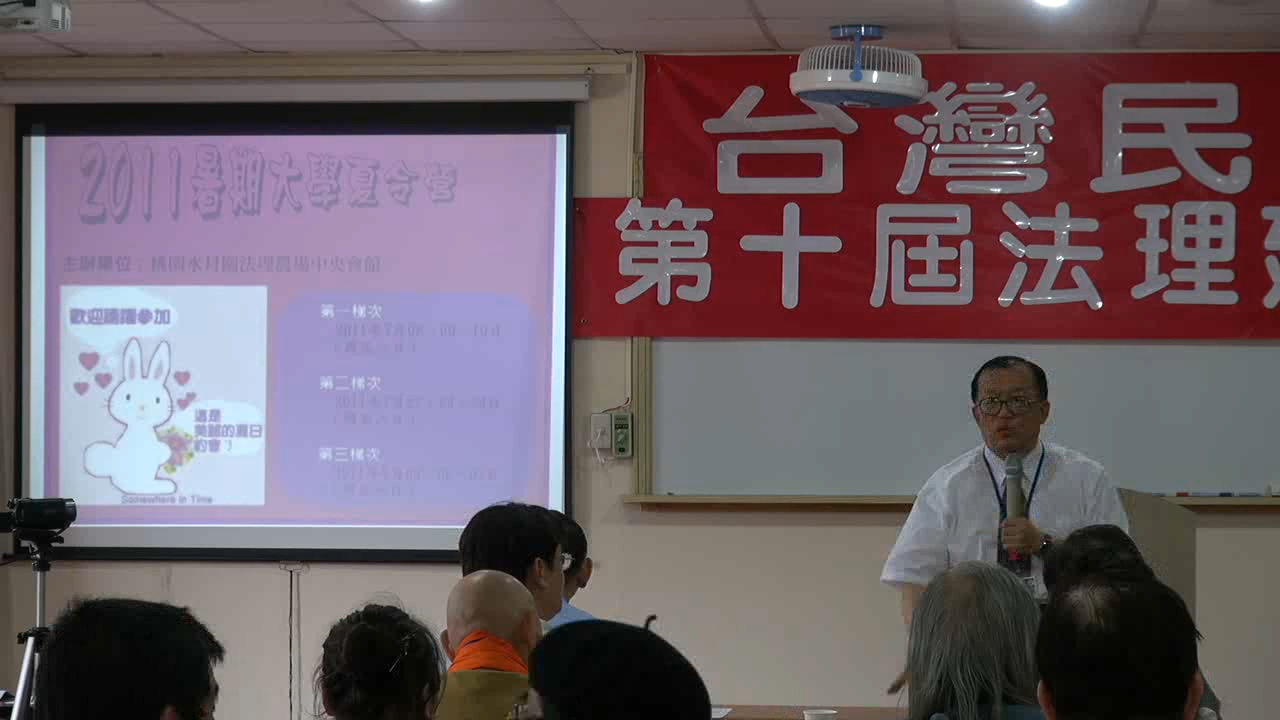 2011暑期大學夏令營
主辦單位：桃園水月園法理農場中央會館
歡迎踴躍參加
這是
美麗的夏日
約會：)
Somewhere in Time
第一梯次
第二梯次
第三梯次
台灣民
第十屆法理